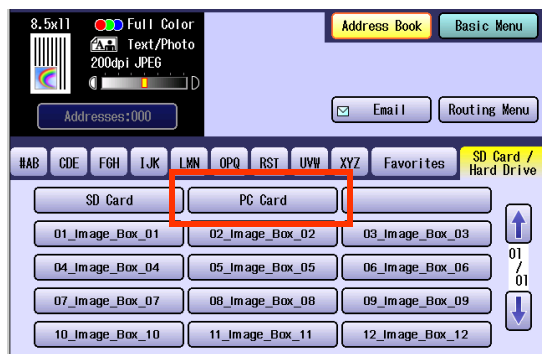 8.5x11 Full Color Address Book Basic Menu
Text/Photo
200dpi JPEG
D
Addresses:000 Email Routing Menu
#AB CDE FGH IJK LMN OPQ RST UVW XYZ Favorites SD Card /
Hard Drive
SD Card PC Card
01_Image_Box_01 02_Image_Box_02 03_Image_Box_03
01
/
01
04_Image_Box_04 05_Image_Box_05 06_Image_Box_06
07_Image_Box_07 08_Image_Box_08 09_Image_Box_09
10_Image_Box_10 11_Image_Box_11 12_Image_Box_12